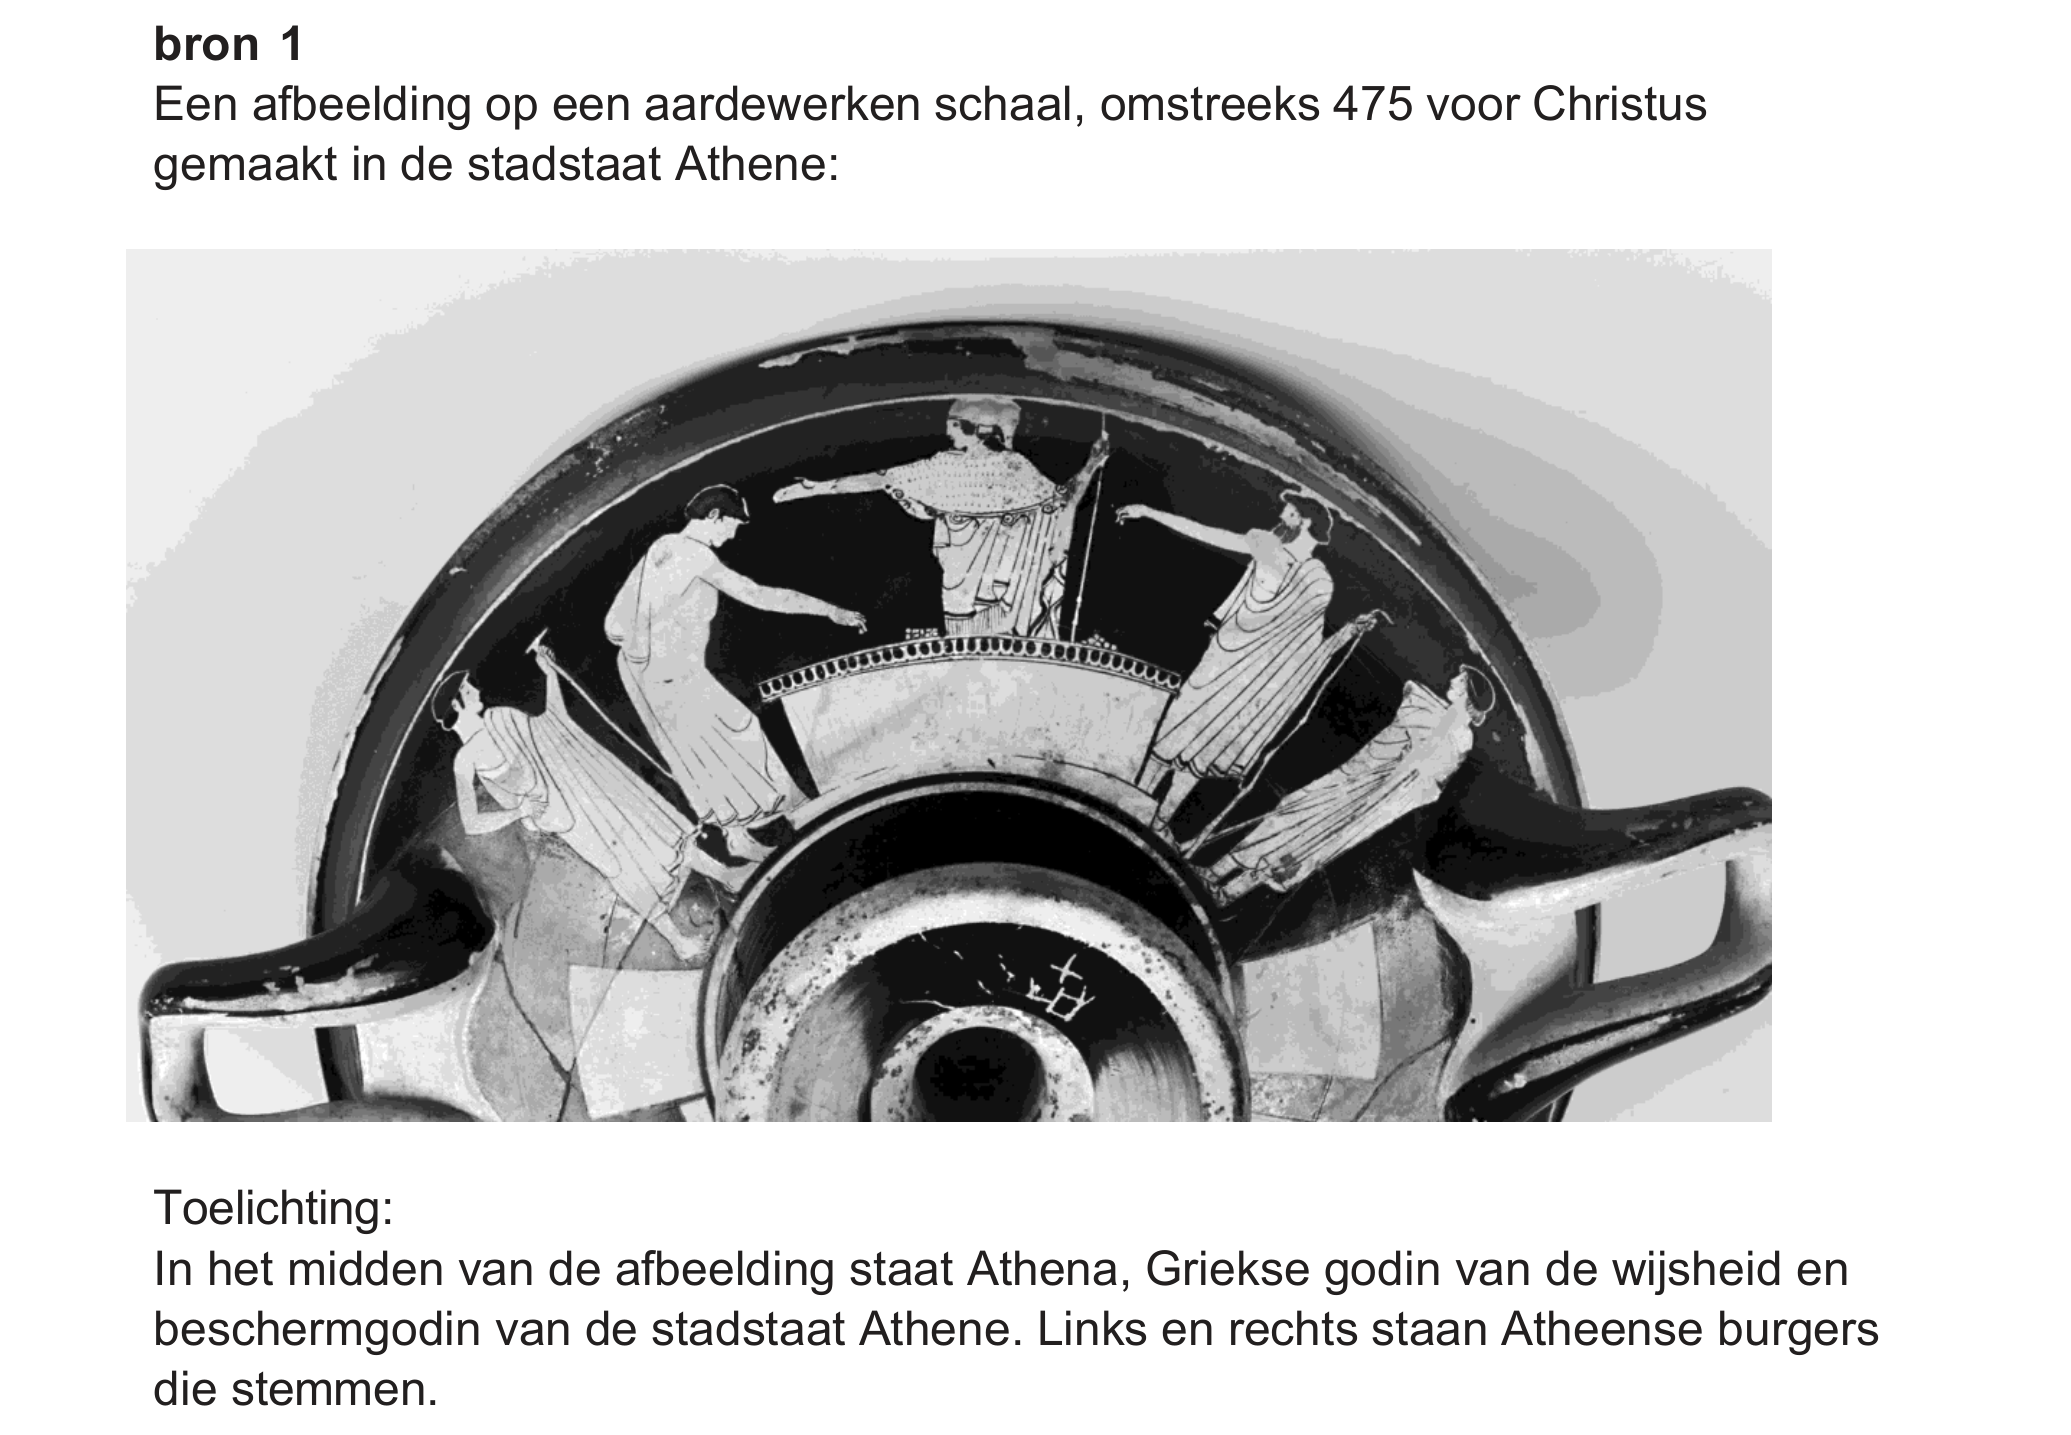 bron 1
Een afbeelding op een aardewerken schaal, omstreeks 475 voor Christus
gemaakt in de stadstaat Athene:
Toelichting:
In het midden van de afbeelding staat Athena, Griekse godin van de wijsheid en
beschermgodin van de stadstaat Athene. Links en rechts staan Atheense burgers
die stemmen.